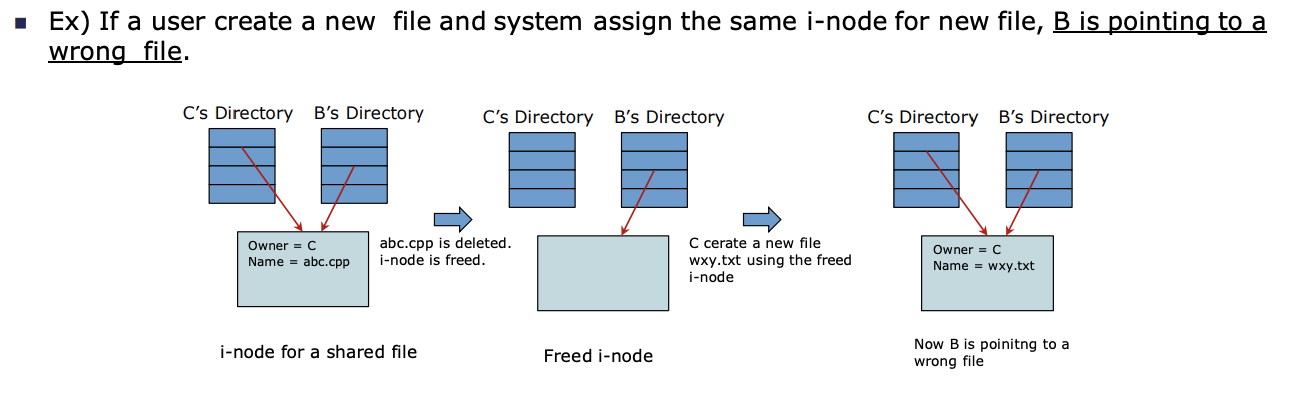 ▪ Ex) If a user create a new file and system assign the same i-node for new file, B is pointing to a
wrong file.
C's Directory B's Directory
C's Directory B's Directory
C's Directory B's Directory
Owner = C
Name = abc.cpp
abc.cpp is deleted.
i-node is freed.
C cerate a new file
wxy.txt using the freed
i-node
Owner = C
Name = wxy.txt
i-node for a shared file
Freed i-node
Now B is poinitng to a
wrong file